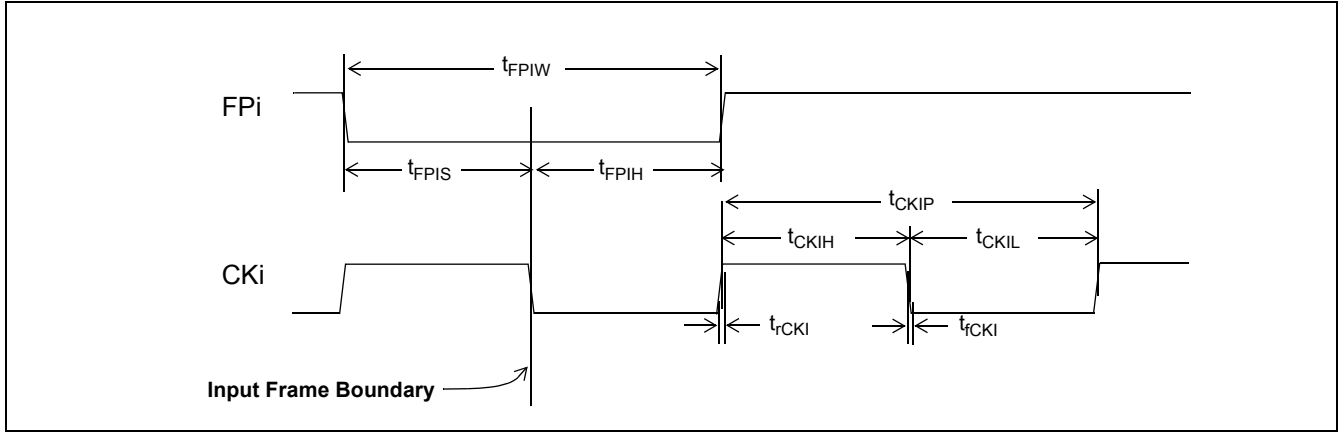 tFPIW
FPi
tFPIS
tFPIH
tCKIP
tCKIH
tCKIL
CKi
trCKI
tfCKI
Input Frame Boundary